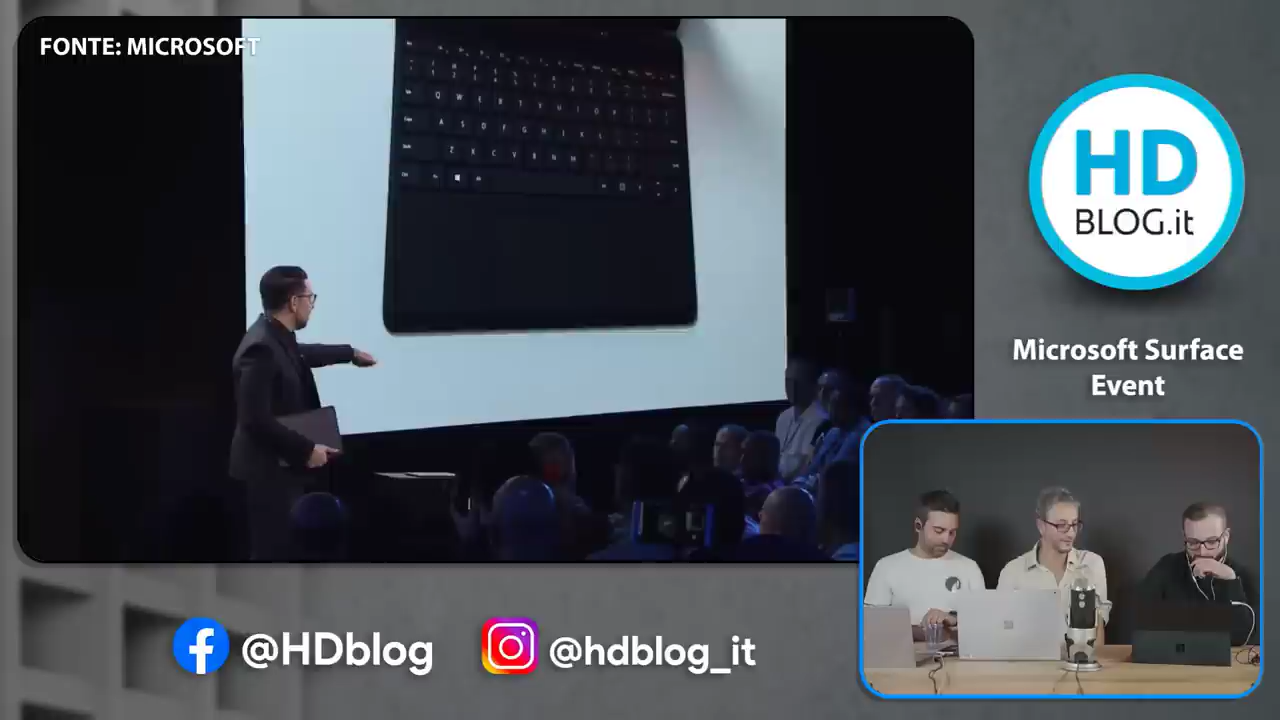 FONTE: MICROSOFT
Q W E R T Y U I O P
A S D F G H J K L
Z X C V B N M
HD
BLOG.it
Microsoft Surface
Event
@HDblog
@hdblog_it